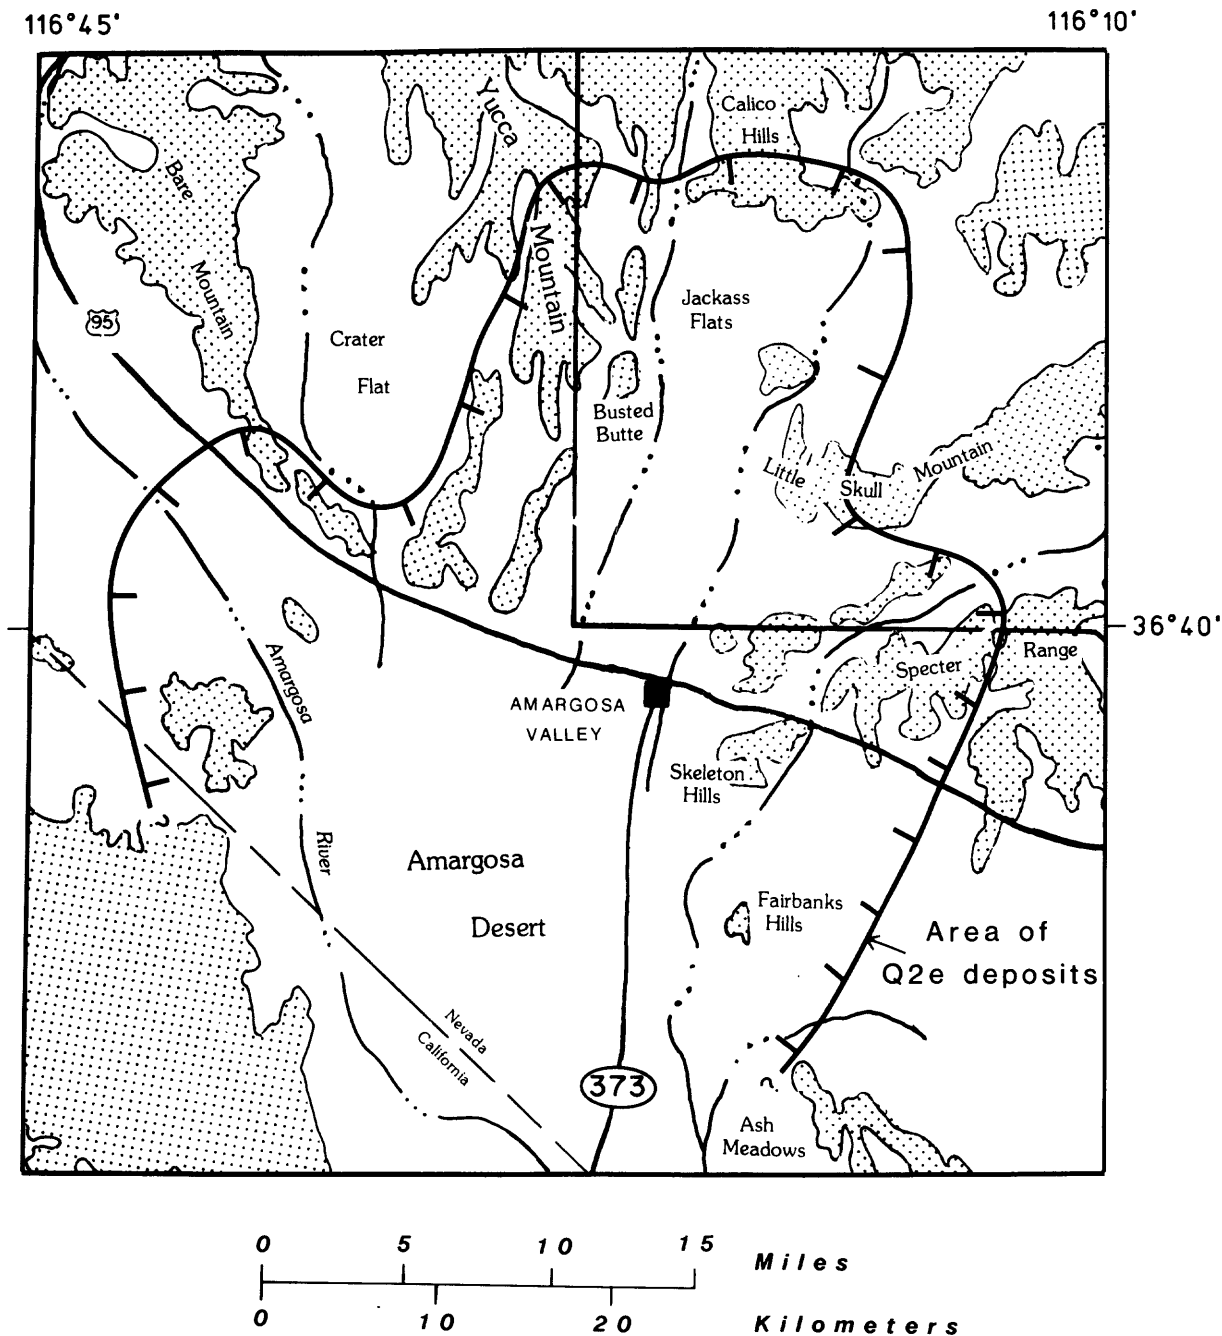 116°45'
116°10'
Yucca
Calico
Hills
Bare
Mountain
Mountain
Jackass
Flats
95
Crater
Flat
Busted
Butte
Little
Skull
Mountain
36°40'
Range
Specter
Amargosa
AMARGOSA
VALLEY
Skeleton
Hills
River
Amargosa
Desert
Fairbanks
Hills
Area of
Q2e deposits
Nevada
California
373
Ash
Meadows
0 5 10 15 Miles
0 10 20 Kilometers